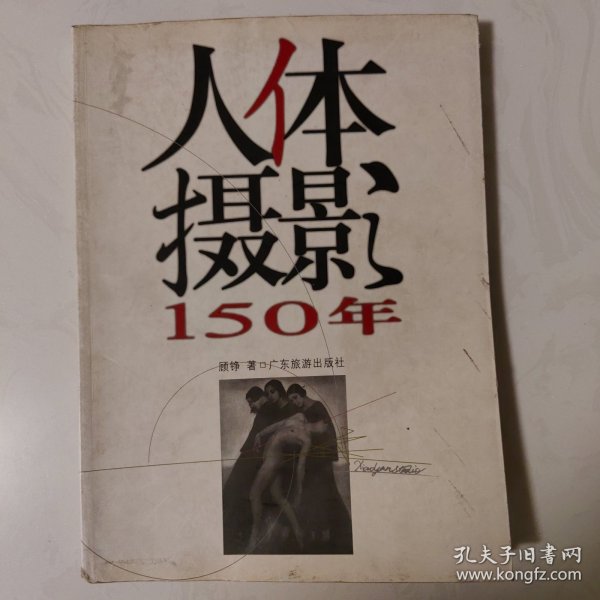 人体
摄影
150年
顾铮 著□广东旅游出版社
孔夫子旧书网
www.kongfz.com